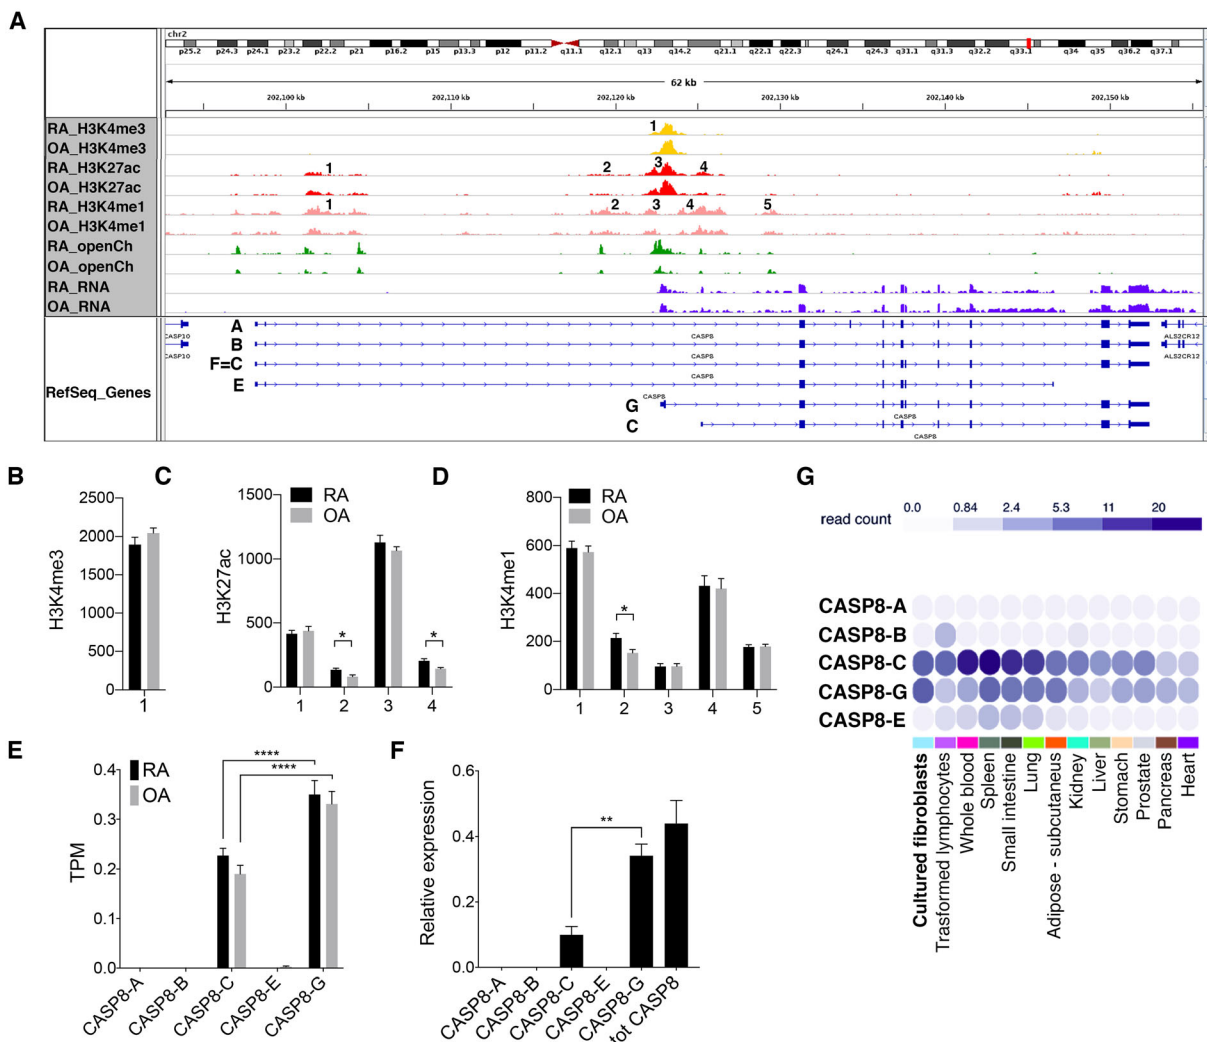 A
chr2
p25.2 p24.3 p24.1 p23.2 p22.2 p21 p16.2 p15 p13.3 p12 p11.2 q11.1 q12.1 q13 q14.2 q21.1 q22.1 q22.3 q24.1 q24.3 q31.1 q31.3 q32.2 q33.1 q34 q35 q36.2 q37.1
62 kb
202,100 kb 202,110 kb 202,120 kb 202,130 kb 202,140 kb 202,150 kb
RA_H3K4me3 1
OA_H3K4me3
RA_H3K27ac 1 2 3 4
OA_H3K27ac
RA_H3K4me1 1 2 3 4 5
OA_H3K4me1
RA_openCh
OA_openCh
RA_RNA
OA_RNA
RefSeq_Genes
A
CASP10 CASP8 ALS2CR12
B
CASP10 CASP8 ALS2CR12
F=C
CASP8
E
CASP8
G
CASP8
CASP8
C
CASP8
B
H3K4me3
2500
2000
1500
1000
500
0
1
C
H3K27ac
1500
1000
500
0
RA
OA
* *
1 2 3 4
D
H3K4me1
800
600
400
200
0
RA
OA
*
1 2 3 4 5
E
TPM
0.4
0.3
0.2
0.1
0.0
RA
OA
****
****
CASP8-A
CASP8-B
CASP8-C
CASP8-E
CASP8-G
F
Relative expression
0.6
0.4
0.2
0.0
**
CASP8-A
CASP8-B
CASP8-C
CASP8-E
CASP8-G
tot CASP8
G
read count 0.0 0.84 2.4 5.3 11 20
CASP8-A
CASP8-B
CASP8-C
CASP8-G
CASP8-E
Cultured fibroblasts
Trasformed lymphocytes
Whole blood
Spleen
Small intestine
Lung
Adipose - subcutaneus
Kidney
Liver
Stomach
Prostate
Pancreas
Heart